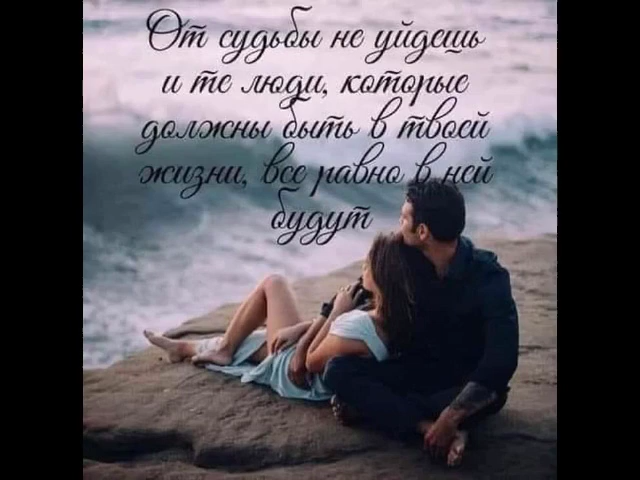 От судьбы не уйдешь
и те люди, которые
должны быть в твоей
жизни, все равно в ней
будут